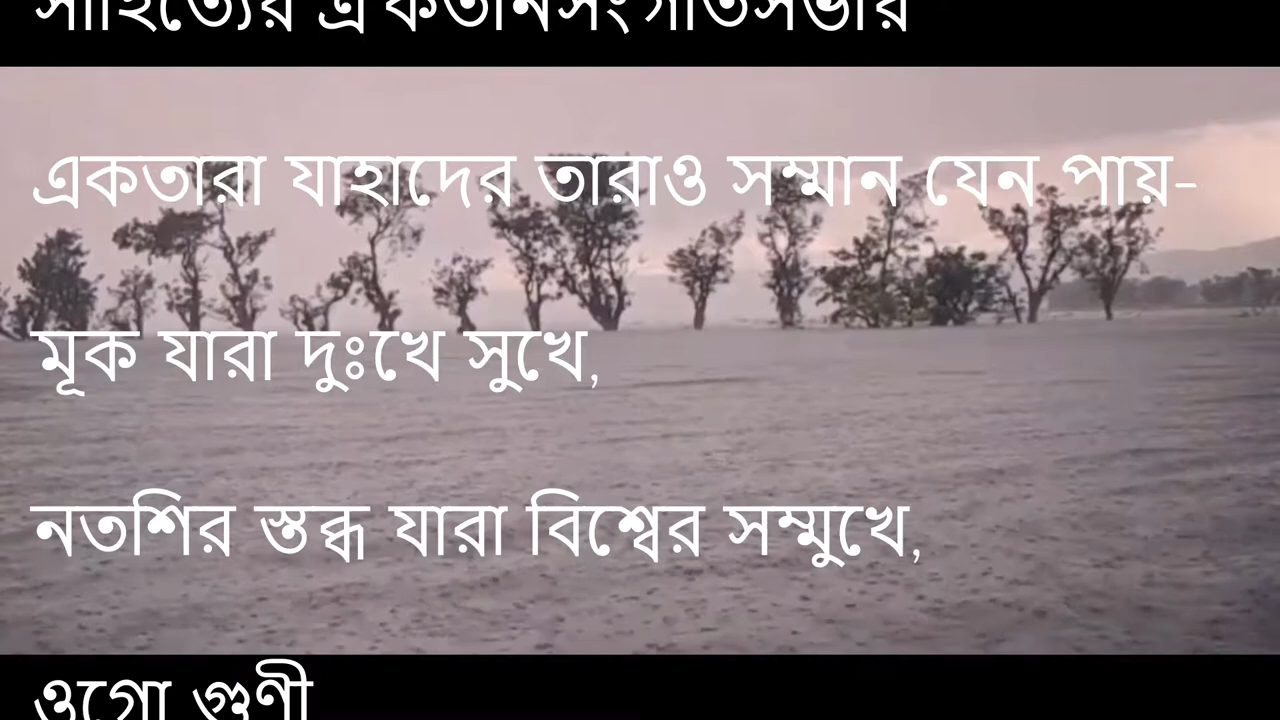 সাহিত্যের ঐকতানসংগীতসভায়
একতারা যাহাদের তারাও সম্মান যেন পায়-
মূক যারা দুঃখে সুখে,
নতশির স্তব্ধ যারা বিশ্বের সম্মুখে,
ওগো গুণী